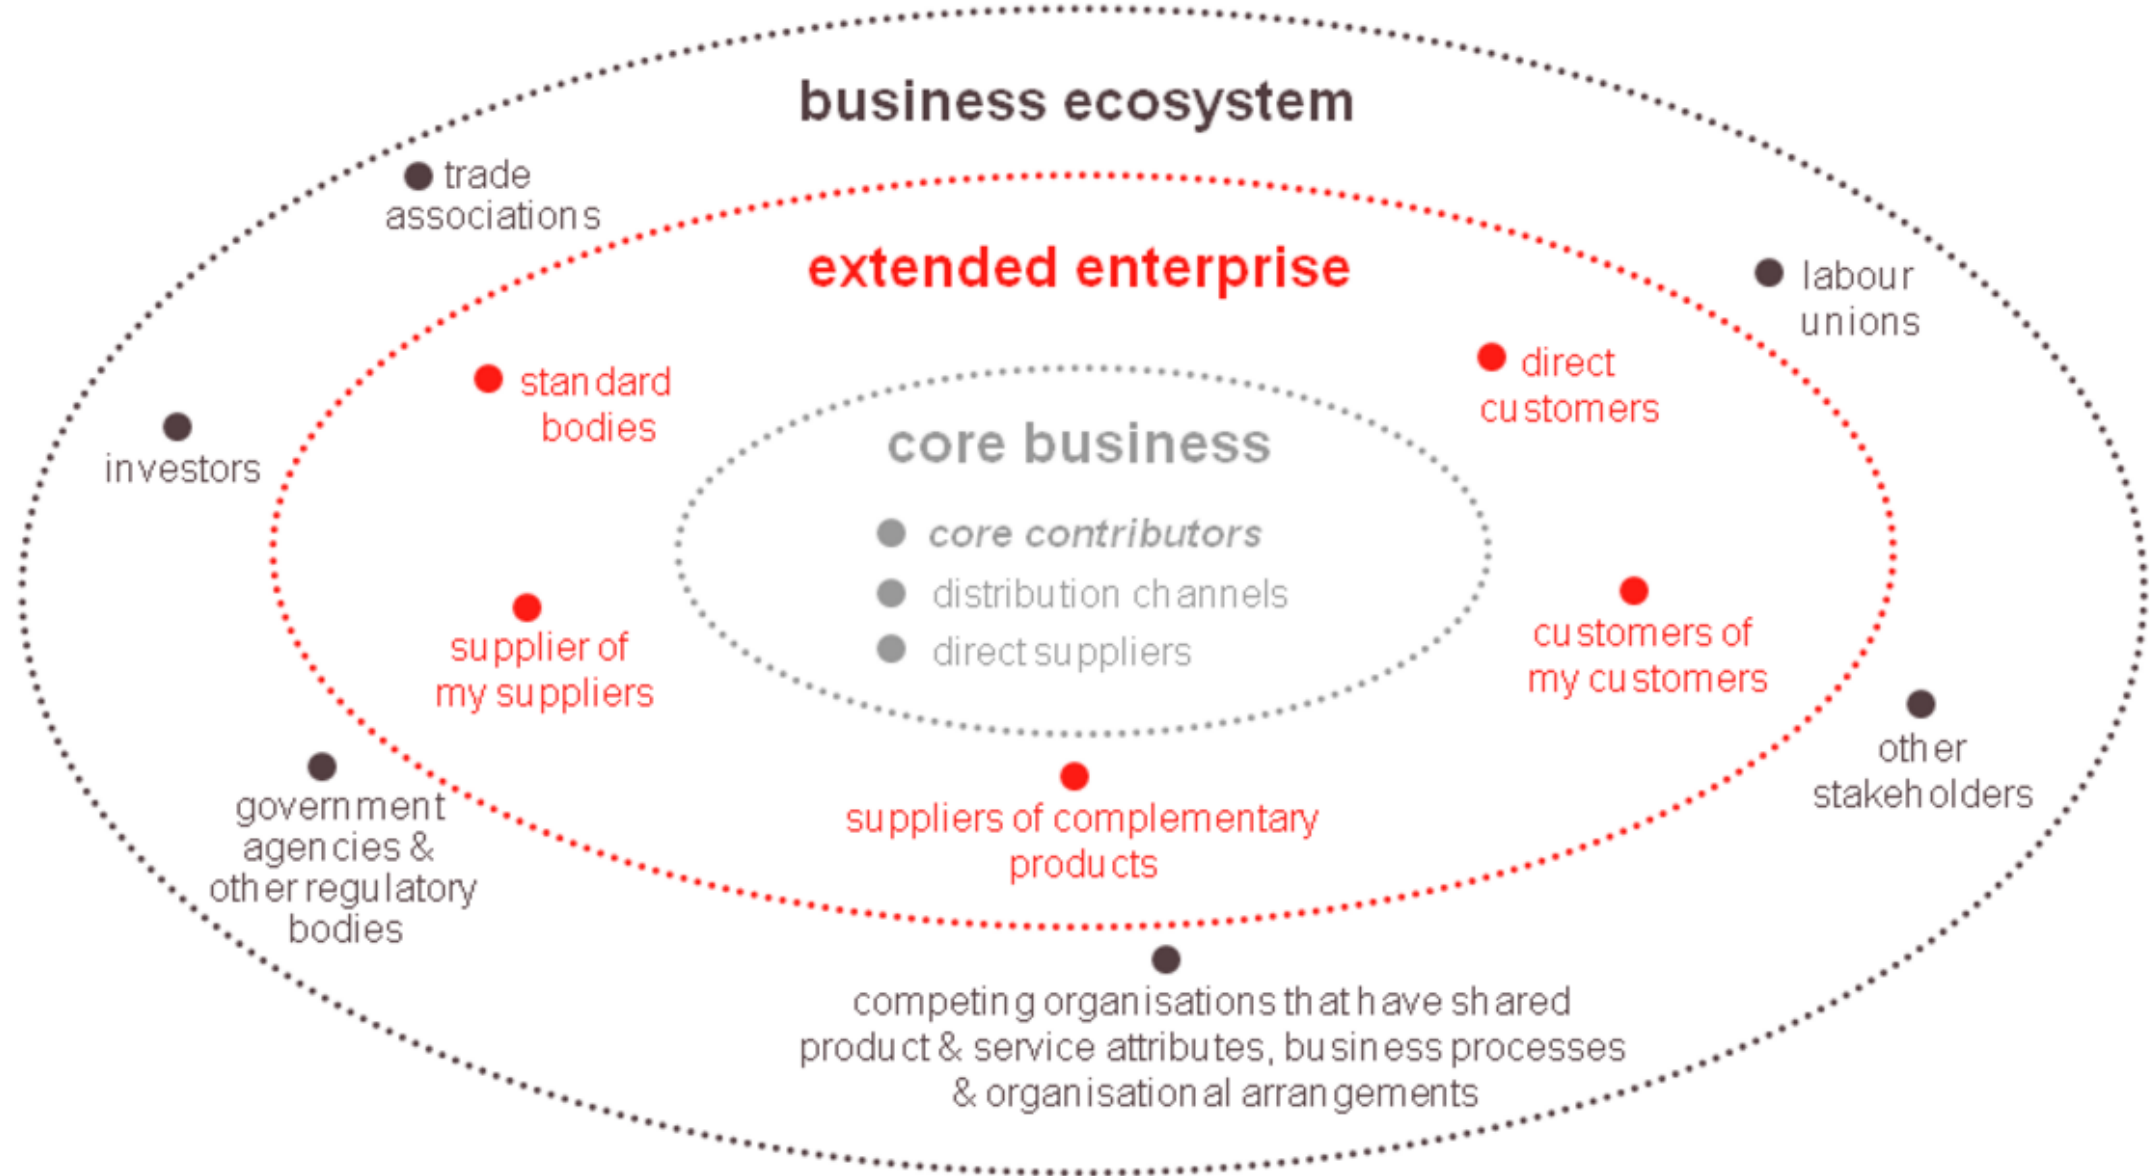 business ecosystem
trade
associations
extended enterprise
labour
unions
standard
bodies
direct
customers
investors
core business
core contributors
distribution channels
direct suppliers
supplier of
my suppliers
customers of
my customers
other
stakeholders
government
agencies &
other regulatory
bodies
suppliers of complementary
products
competing organisations that have shared
product & service attributes, business processes
& organisational arrangements